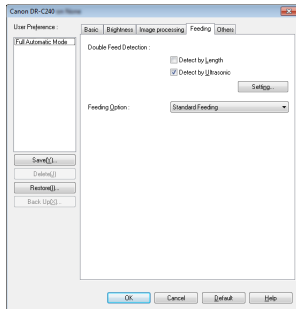 Canon DR-C240
User Preference :
Full Automatic Mode
Save(Y)...
Delete(J)
Restore(I)...
Back Up(V)...
Basic
Brightness
Image processing
Feeding
Others
Double Feed Detection :
Detect by Length
Detect by Ultrasonic
Setting...
Feeding Option :
Standard Feeding
OK
Cancel
Default
Help